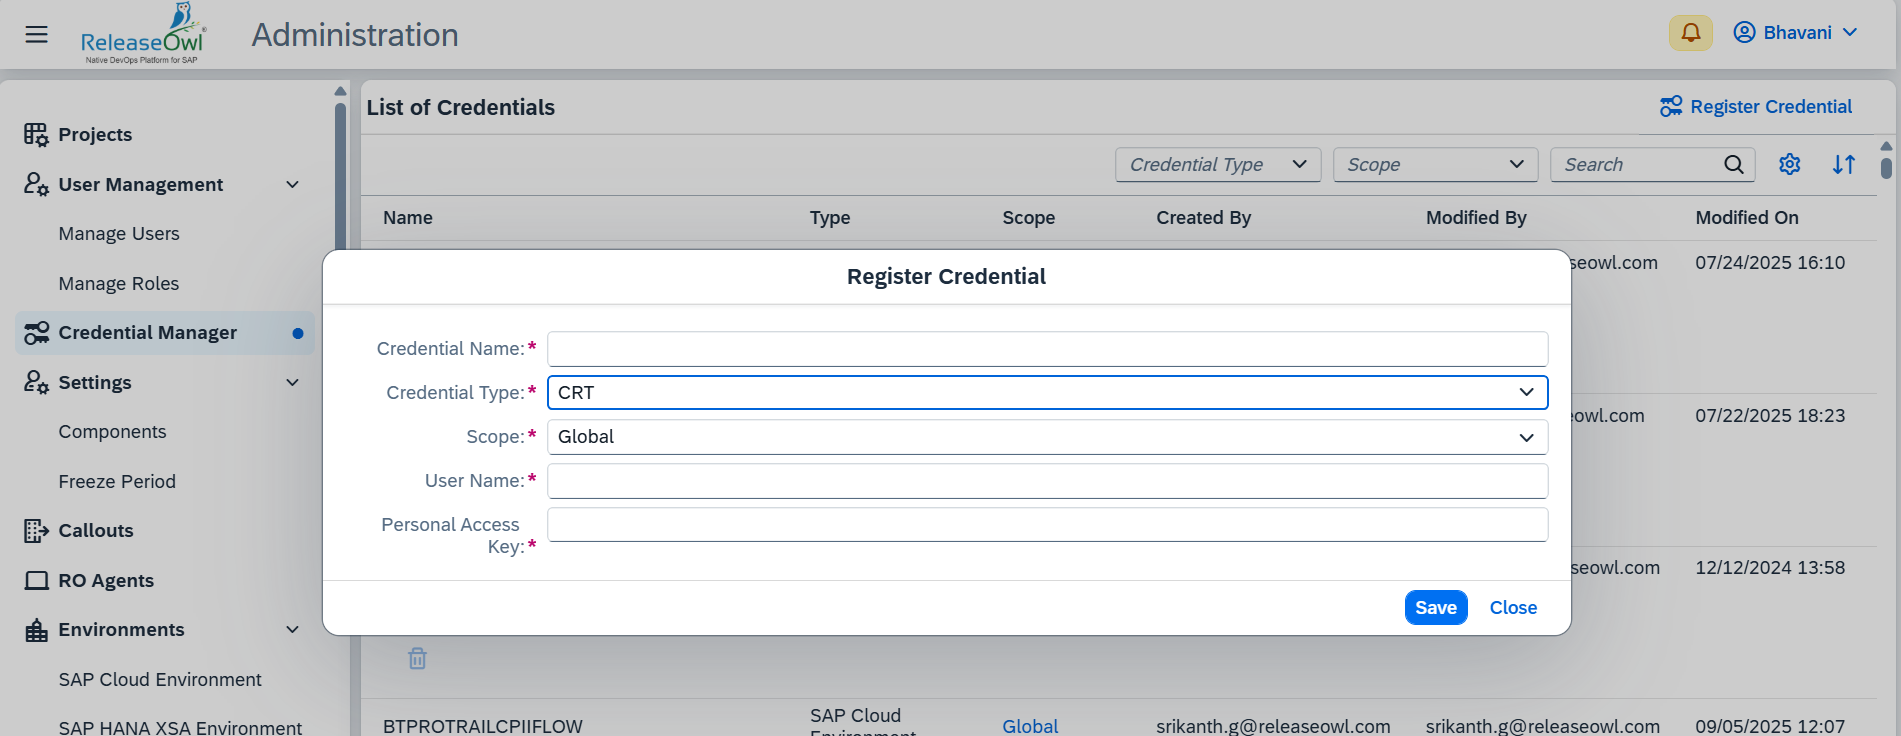 ReleaseOwl
Native DevOps Platform for SAP
Administration
Bhavani
Projects
User Management
Manage Users
Manage Roles
Credential Manager
Settings
Components
Freeze Period
Callouts
RO Agents
Environments
SAP Cloud Environment
SAP HANA XSA Environment
List of Credentials
Register Credential
Credential Type
Scope
Search
Name Type Scope Created By Modified By Modified On
seowl.com 07/24/2025 16:10
owl.com 07/22/2025 18:23
seowl.com 12/12/2024 13:58
Register Credential
Credential Name:*
Credential Type:* CRT
Scope:* Global
User Name:*
Personal Access
Key:*
Save Close
BTPROTRAILCPIIFLOW SAP Cloud Global srikanth.g@releaseowl.com srikanth.g@releaseowl.com 09/05/2025 12:07